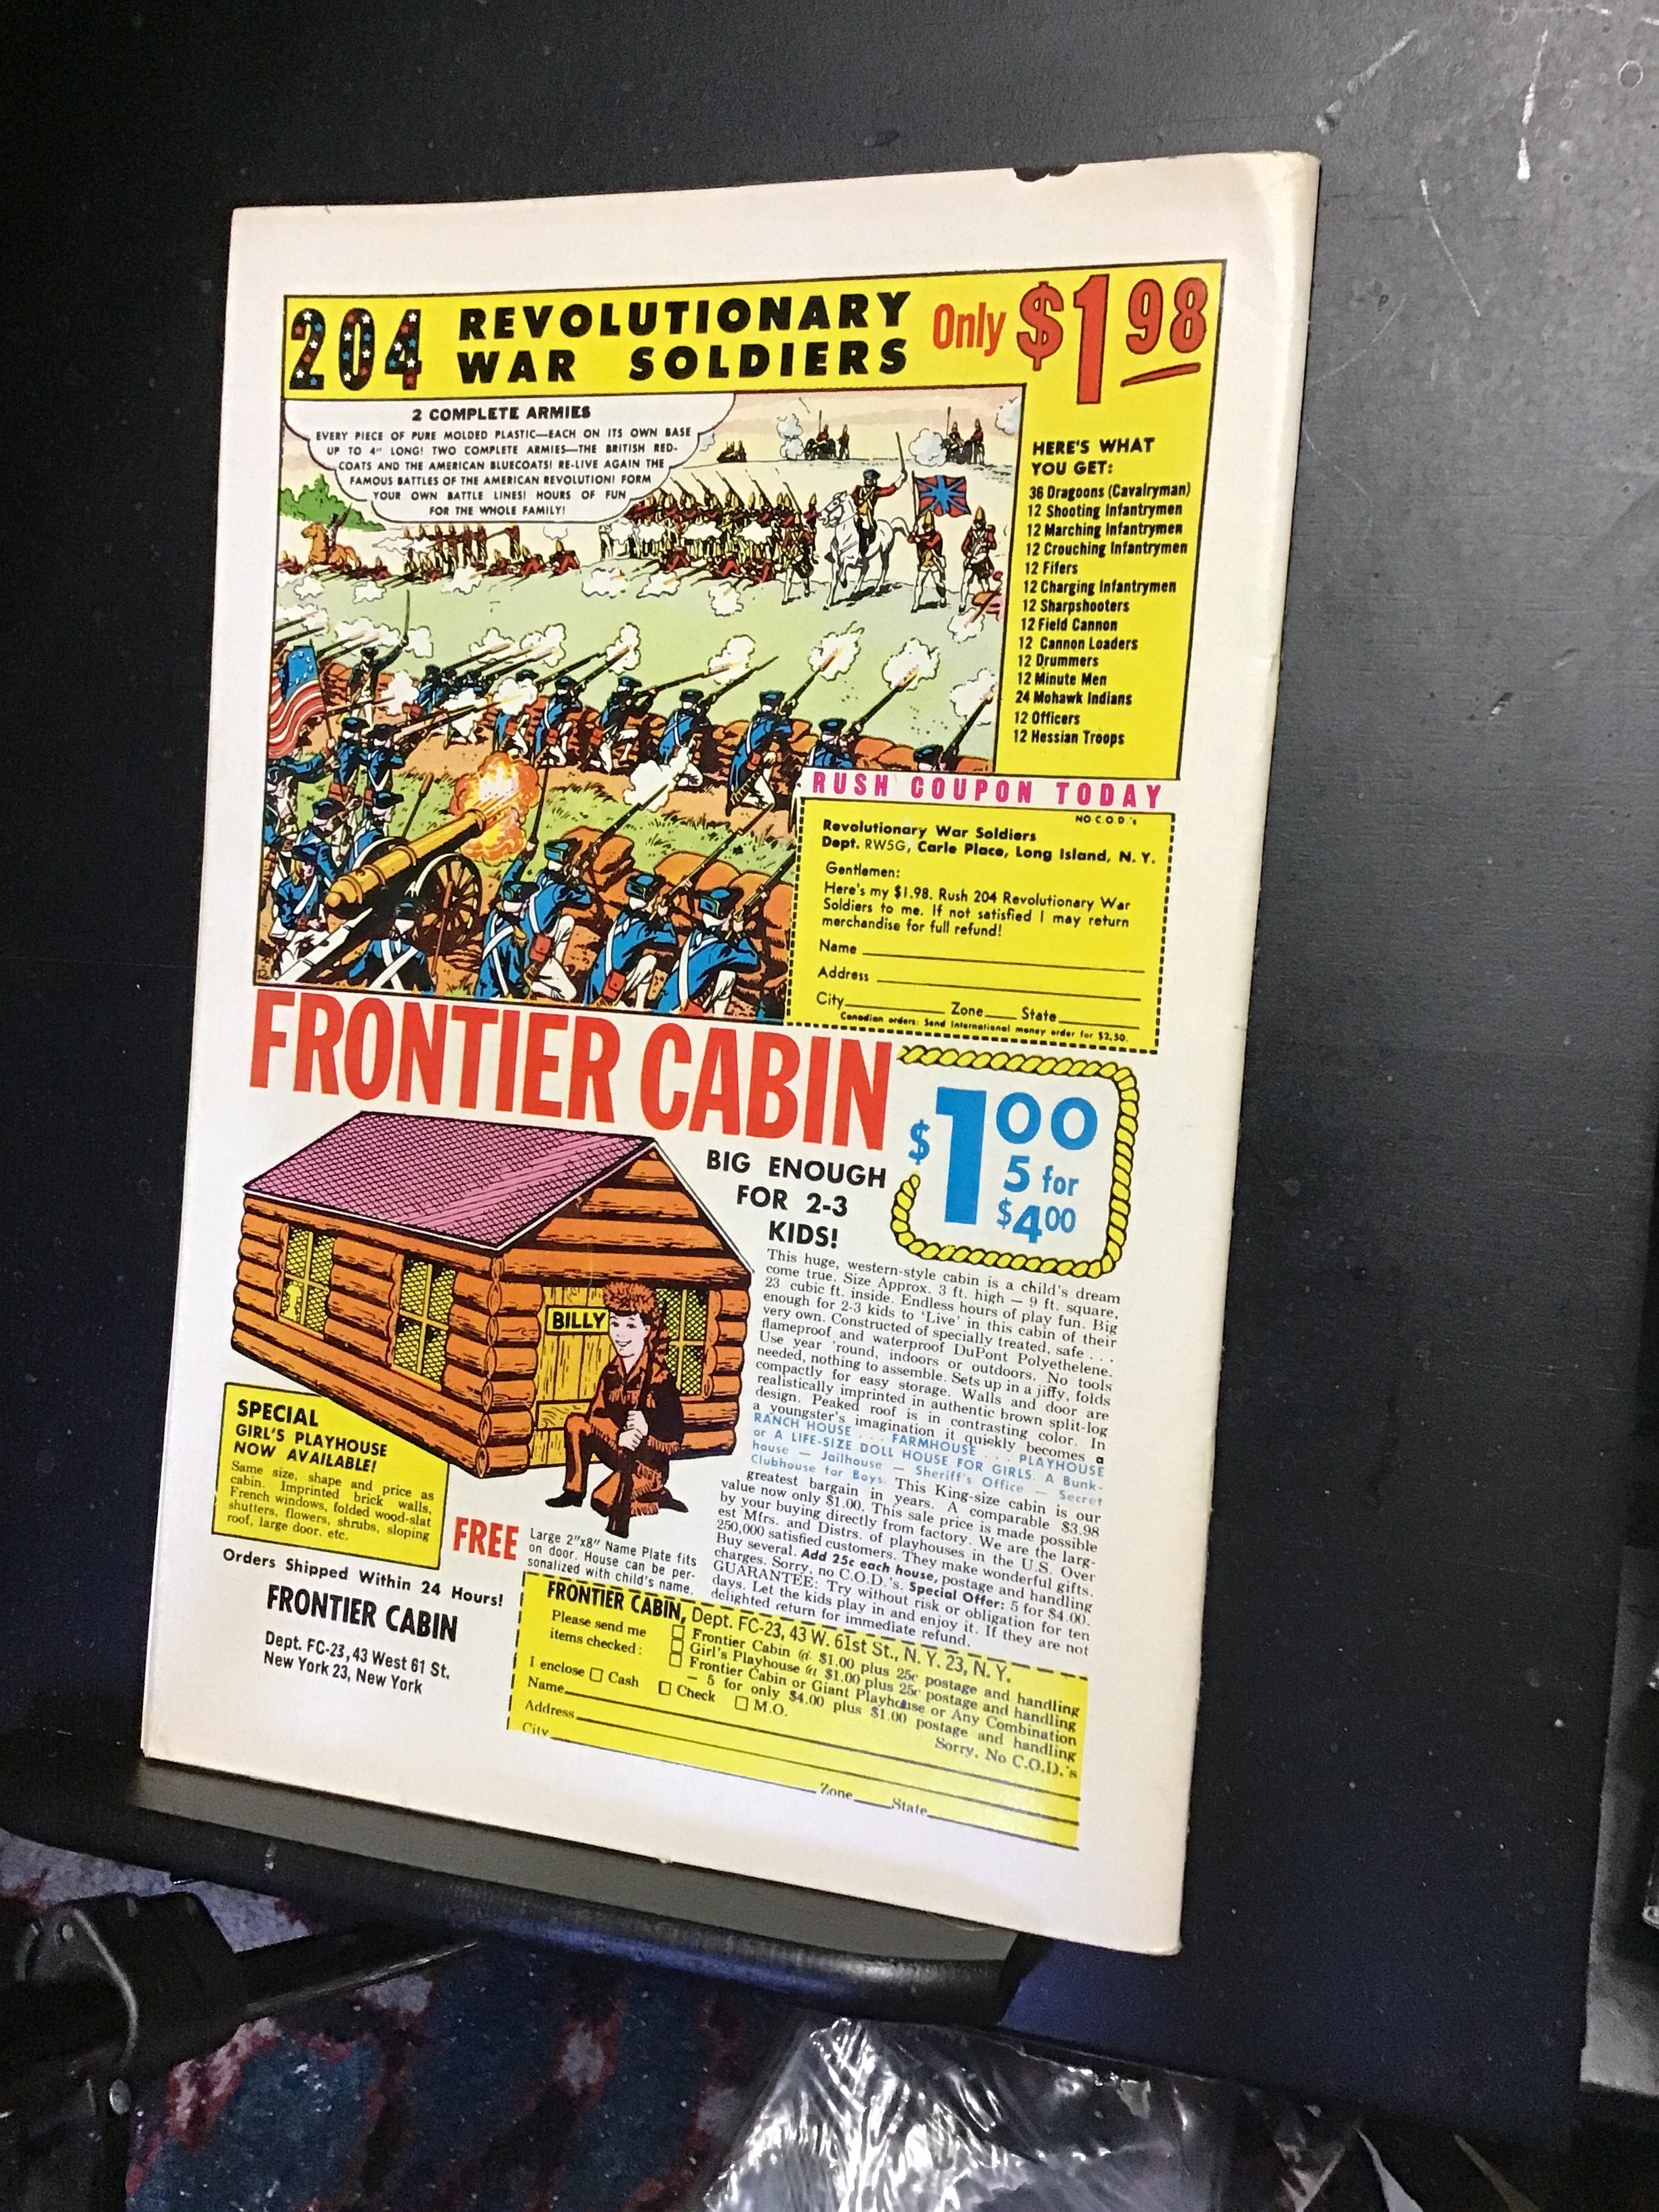 204 REVOLUTIONARY
WAR SOLDIERS
Only $1.98
2 COMPLETE ARMIES
EVERY PIECE OF PURE MOLDED PLASTIC—EACH ON ITS OWN BASE
UP TO 4" LONG! TWO COMPLETE ARMIES—THE BRITISH RED-
COATS AND THE AMERICAN BLUECOATS! RE-LIVE AGAIN THE
FAMOUS BATTLES OF THE AMERICAN REVOLUTION! FORM
YOUR OWN BATTLE LINES! HOURS OF FUN
FOR THE WHOLE FAMILY!
HERE'S WHAT
YOU GET:
36 Dragoons (Cavalryman)
12 Shooting Infantrymen
12 Marching Infantrymen
12 Crouching Infantrymen
12 Fifers
12 Charging Infantrymen
12 Sharpshooters
12 Field Cannon
12 Cannon Loaders
12 Drummers
12 Minute Men
24 Mohawk Indians
12 Officers
12 Hessian Troops
RUSH COUPON TODAY
NO C.O.D.'s
Revolutionary War Soldiers
Dept. RW5G, Carle Place, Long Island, N. Y.
Gentlemen:
Here's my $1.98. Rush 204 Revolutionary War
Soldiers to me. If not satisfied I may return
merchandise for full refund!
Name
Address
City Zone State
Canadian orders: Send International money order for $2.50.
FRONTIER CABIN
$1.00
5 for
$4.00
BIG ENOUGH
FOR 2-3
KIDS!
BILLY
This huge, western-style cabin is a child's dream
come true. Size Approx. 3 ft. high — 9 ft. square,
23 cubic ft. inside. Endless hours of play fun. Big
enough for 2-3 kids to 'Live' in this cabin of their
very own. Constructed of specially treated, safe . . .
flameproof and waterproof DuPont Polyethelene.
Use year 'round, indoors or outdoors. No tools
needed, nothing to assemble. Sets up in a jiffy, folds
compactly for easy storage. Walls and door are
realistically imprinted in authentic brown split-log
design. Peaked roof is in contrasting color. In
a youngster's imagination it quickly becomes a
RANCH HOUSE . . . FARMHOUSE . . . PLAYHOUSE
or A LIFE-SIZE DOLL HOUSE FOR GIRLS. A Bunk-
house — Jailhouse — Sheriff's Office — Secret
Clubhouse for Boys. This King-size cabin is our
greatest bargain in years. A comparable $3.98
value now only $1.00. This sale price is made possible
by your buying directly from factory. We are the larg-
est Mfrs. and Distrs. of playhouses in the U.S. Over
250,000 satisfied customers. They make wonderful gifts.
Buy several. Add 25c each house, postage and handling
charges. Sorry, no C.O.D.'s. Special Offer: 5 for $4.00.
GUARANTEE: Try without risk or obligation for ten
days. Let the kids play in and enjoy it. If they are not
delighted return for immediate refund.
SPECIAL
GIRL'S PLAYHOUSE
NOW AVAILABLE!
Same size, shape and price as
cabin. Imprinted brick walls,
French windows, folded wood-slat
shutters, flowers, shrubs, sloping
roof, large door, etc.
FREE
Large 2"x8" Name Plate fits
on door. House can be per-
sonalized with child's name.
Orders Shipped Within 24 Hours!
FRONTIER CABIN
Dept. FC-23, 43 West 61 St.
New York 23, New York
FRONTIER CABIN, Dept. FC-23, 43 W. 61st St., N. Y. 23, N. Y.
Please send me
items checked:
Frontier Cabin @ $1.00 plus 25c postage and handling
Girl's Playhouse @ $1.00 plus 25c postage and handling
Frontier Cabin or Giant Playhouse or Any Combination
— 5 for only $4.00 plus $1.00 postage and handling
I enclose Cash Check M.O.
Sorry, No C.O.D.'s
Name
Address
City Zone State